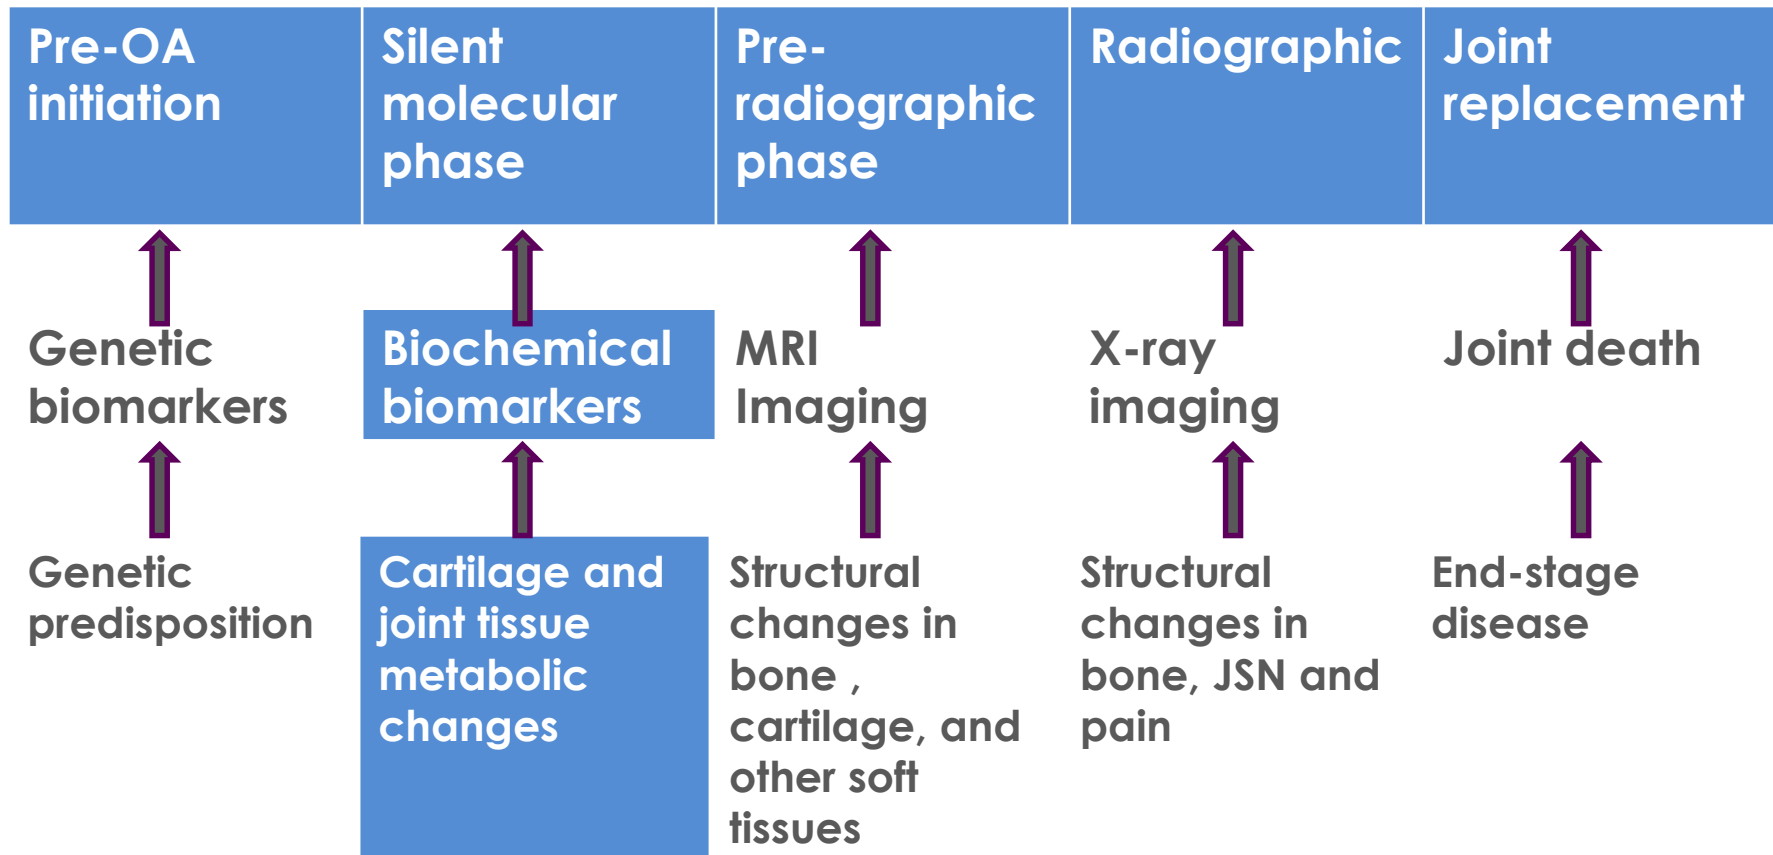 Pre-OA
initiation
Silent
molecular
phase
Pre-
radiographic
phase
Radiographic
Joint
replacement
Genetic
biomarkers
Biochemical
biomarkers
MRI
Imaging
X-ray
imaging
Joint death
Genetic
predisposition
Cartilage and
joint tissue
metabolic
changes
Structural
changes in
bone ,
cartilage, and
other soft
tissues
Structural
changes in
bone, JSN and
pain
End-stage
disease